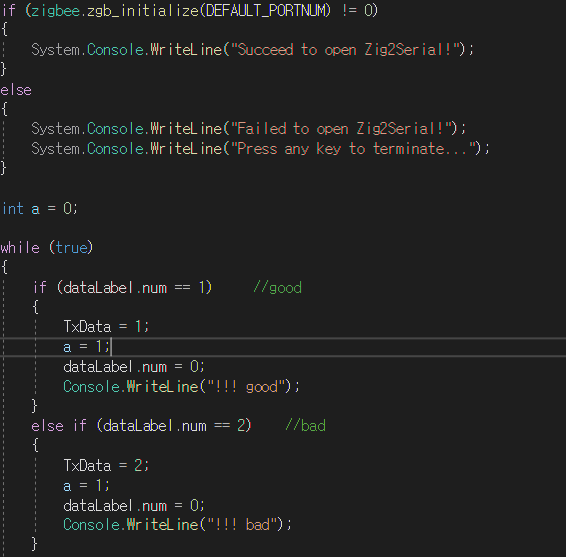 if (zigbee.zgb_initialize(DEFAULT_PORTNUM) != 0)
{
    System.Console.WriteLine("Succeed to open Zig2Serial!");
}
else
{
    System.Console.WriteLine("Failed to open Zig2Serial!");
    System.Console.WriteLine("Press any key to terminate...");
}

int a = 0;

while (true)
{
    if (dataLabel.num == 1)     //good
    {
        TxData = 1;
        a = 1;
        dataLabel.num = 0;
        Console.WriteLine("!!! good");
    }
    else if (dataLabel.num == 2)    //bad
    {
        TxData = 2;
        a = 1;
        dataLabel.num = 0;
        Console.WriteLine("!!! bad");
    }